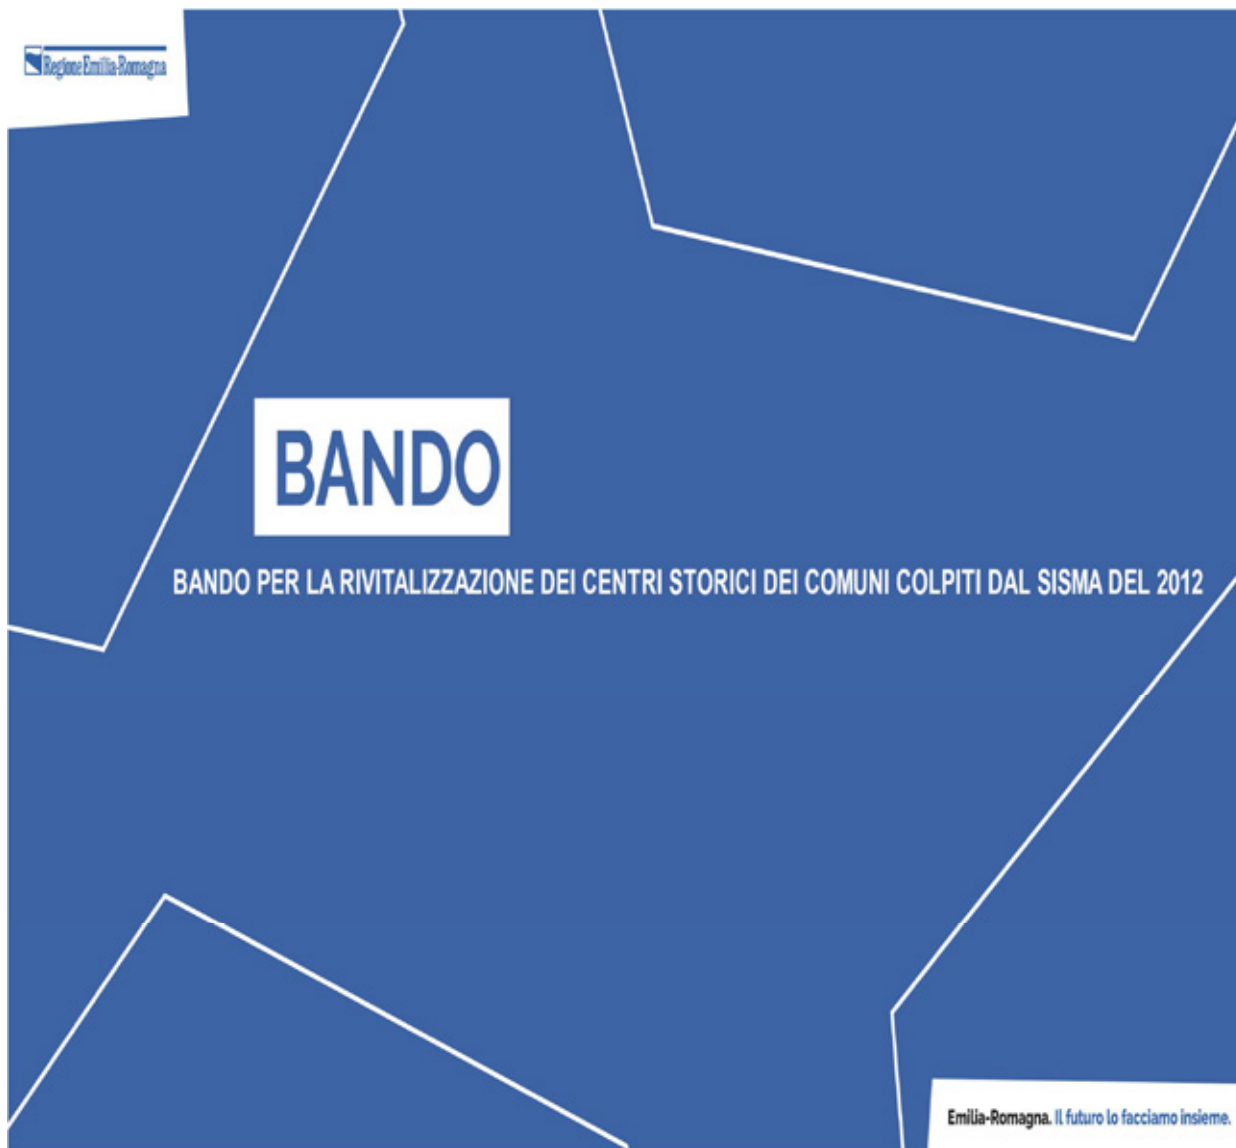 Regione Emilia-Romagna
BANDO
BANDO PER LA RIVITALIZZAZIONE DEI CENTRI STORICI DEI COMUNI COLPITI DAL SISMA DEL 2012
Emilia-Romagna. Il futuro lo facciamo insieme.